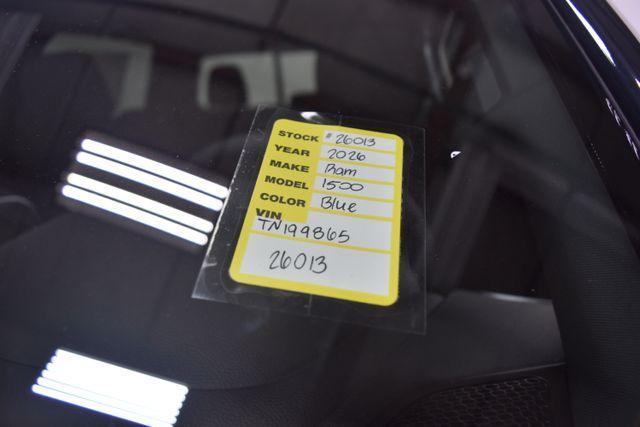 STOCK # 26013
YEAR 2026
MAKE Ram
MODEL 1500
COLOR Blue
VIN
TN199865
26013